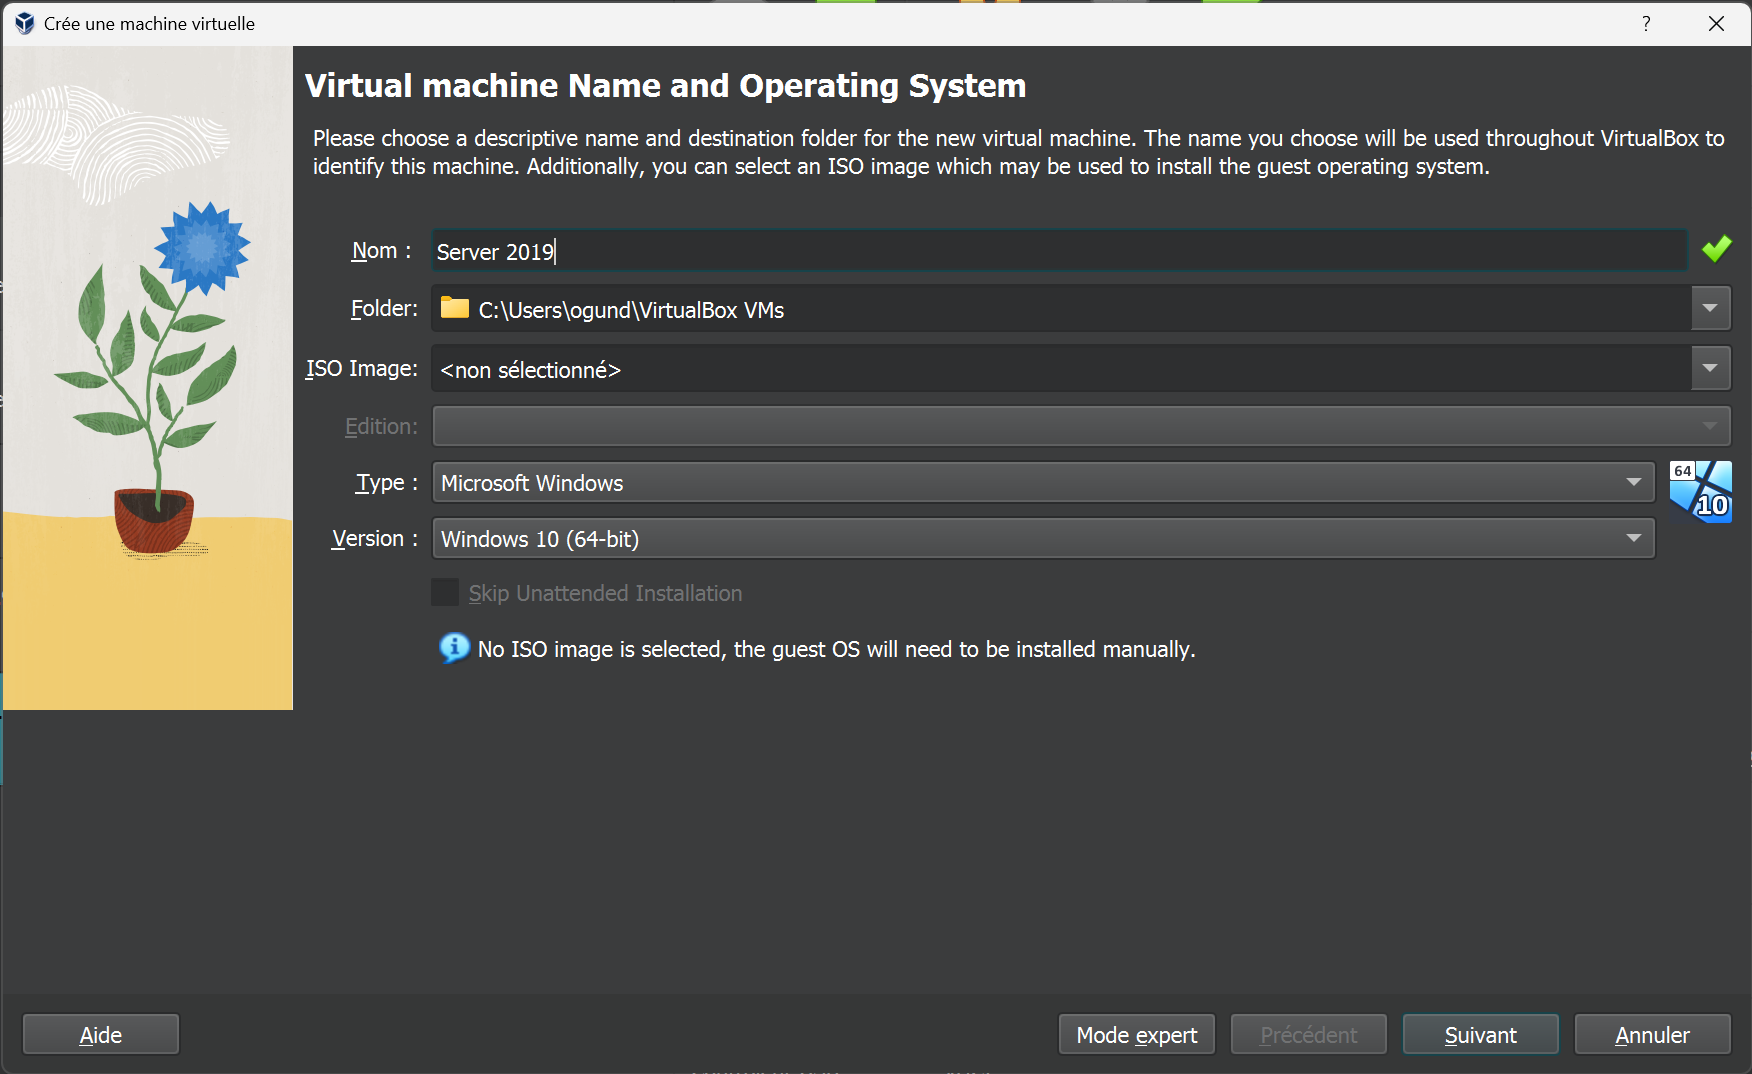 Crée une machine virtuelle
?
Virtual machine Name and Operating System
Please choose a descriptive name and destination folder for the new virtual machine. The name you choose will be used throughout VirtualBox to
identify this machine. Additionally, you can select an ISO image which may be used to install the guest operating system.
Nom : Server 2019
Folder: C:\Users\ogund\VirtualBox VMs
ISO Image: <non sélectionné>
Edition:
Type : Microsoft Windows
64
10
Version : Windows 10 (64-bit)
Skip Unattended Installation
No ISO image is selected, the guest OS will need to be installed manually.
Aide Mode expert Précédent Suivant Annuler